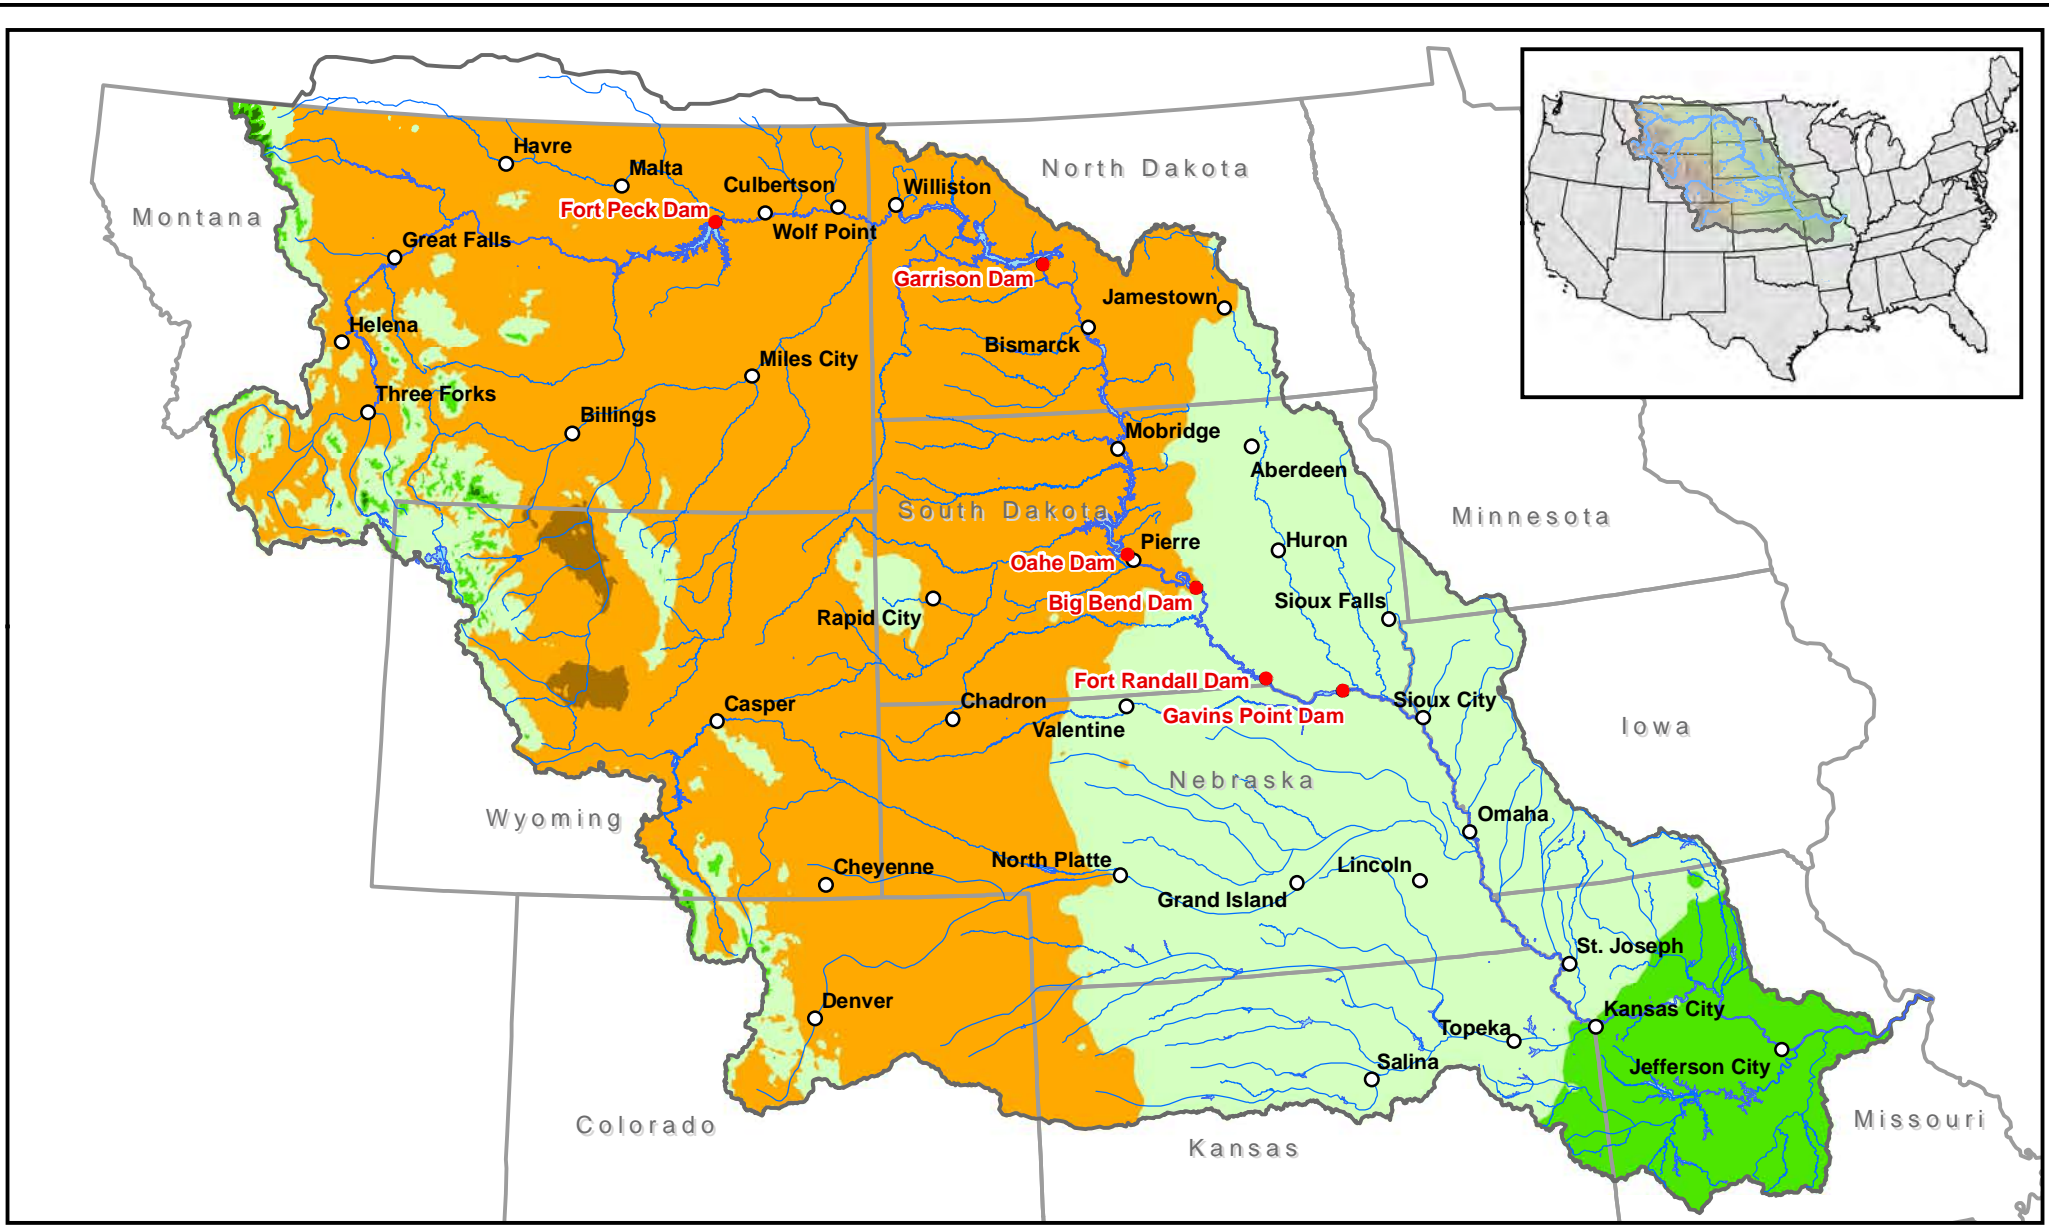 North Dakota
Havre
Malta
Culbertson
Williston
Montana
Fort Peck Dam
Wolf Point
Great Falls
Garrison Dam
Jamestown
Helena
Bismarck
Miles City
Three Forks
Billings
Mobridge
Aberdeen
South Dakota
Minnesota
Pierre
Huron
Oahe Dam
Big Bend Dam
Sioux Falls
Rapid City
Fort Randall Dam
Casper
Chadron
Sioux City
Valentine
Gavins Point Dam
Iowa
Nebraska
Wyoming
Omaha
Cheyenne
North Platte
Lincoln
Grand Island
St. Joseph
Denver
Kansas City
Topeka
Salina
Jefferson City
Colorado
Kansas
Missouri